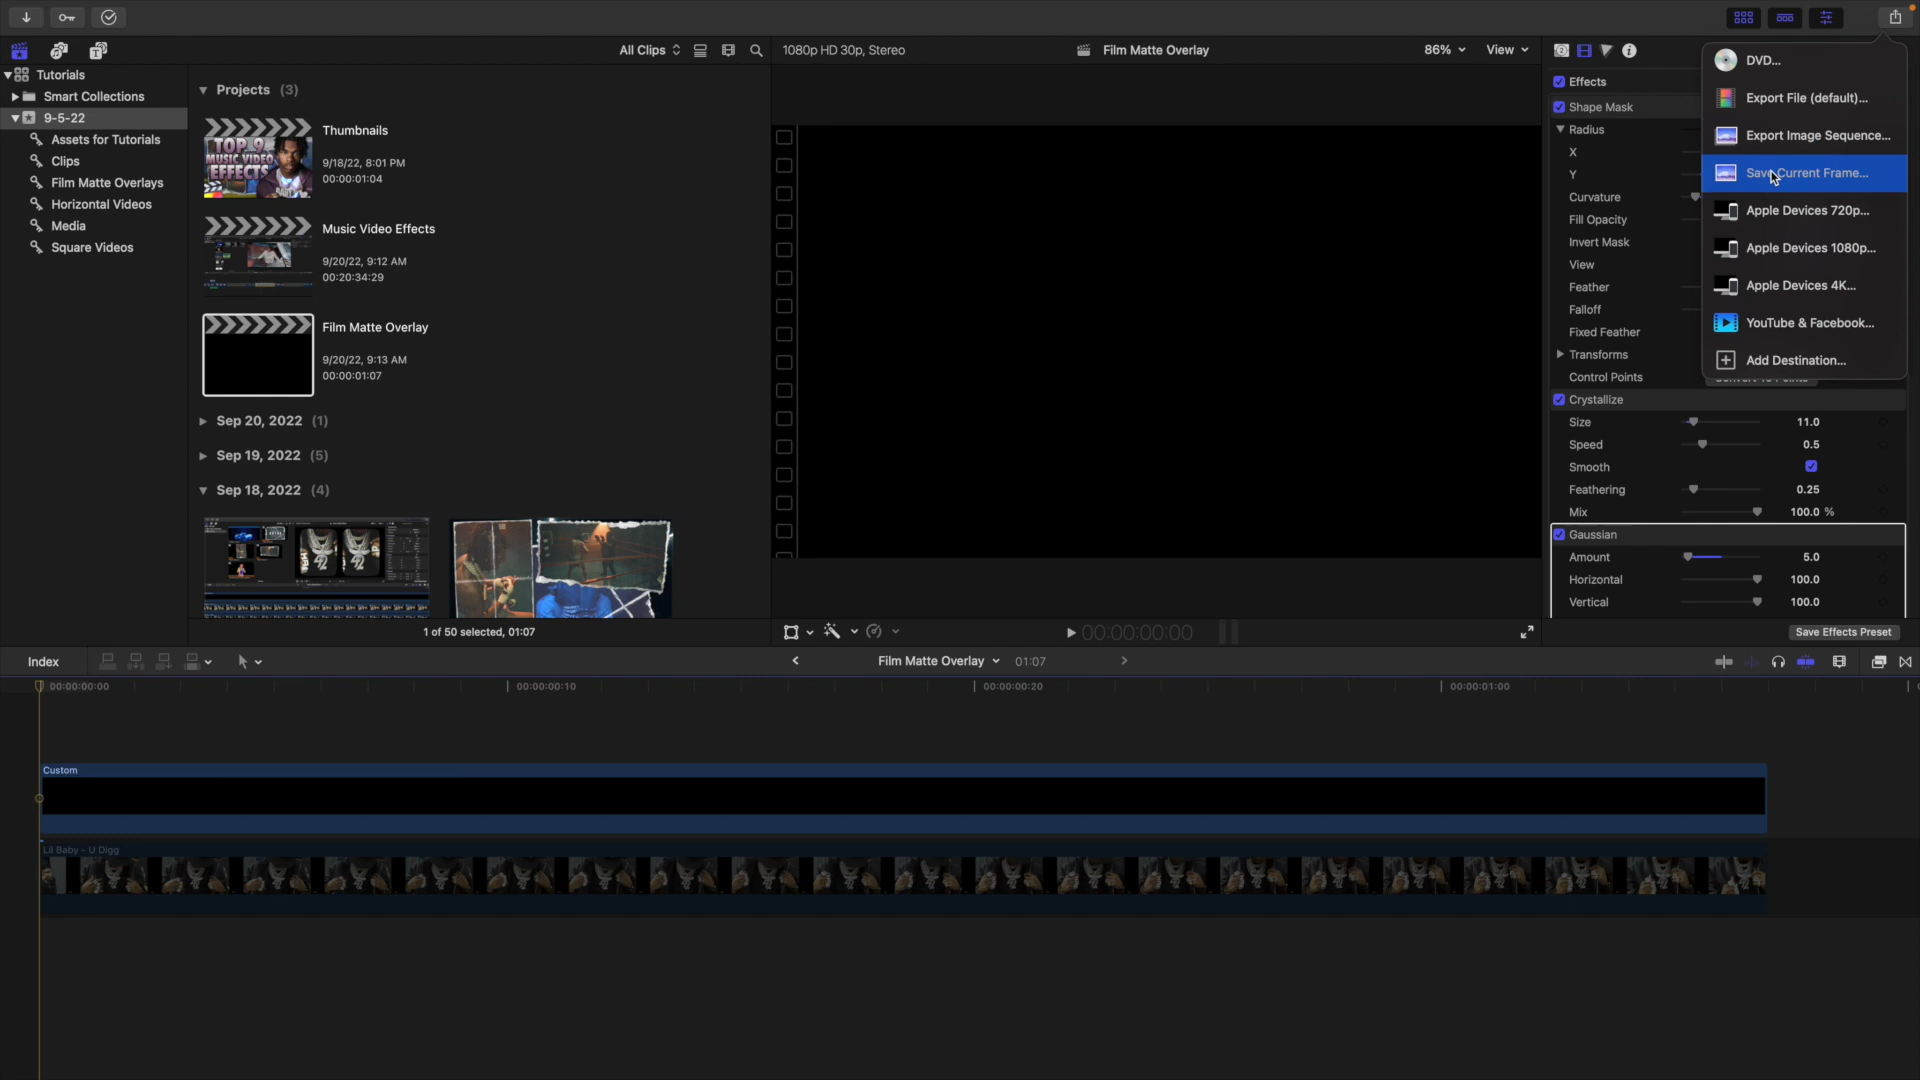 All Clips
1080p HD 30p, Stereo
Film Matte Overlay
86%
View
Tutorials
Smart Collections
9-5-22
Assets for Tutorials
Clips
Film Matte Overlays
Horizontal Videos
Media
Square Videos
Projects (3)
TOP 9
MUSIC VIDEO
EFFECTS
Thumbnails
9/18/22, 8:01 PM
00:00:01:04
Music Video Effects
9/20/22, 9:12 AM
00:20:34:29
Film Matte Overlay
9/20/22, 9:13 AM
00:00:01:07
Sep 20, 2022 (1)
Sep 19, 2022 (5)
Sep 18, 2022 (4)
1 of 50 selected, 01:07
00:00:00:00
Effects
Shape Mask
Radius
X
Y
Curvature
Fill Opacity
Invert Mask
View
Feather
Falloff
Fixed Feather
Transforms
Control Points
Crystallize
Size 11.0
Speed 0.5
Smooth
Feathering 0.25
Mix 100.0 %
Gaussian
Amount 5.0
Horizontal 100.0
Vertical 100.0
Save Effects Preset
DVD...
Export File (default)...
Export Image Sequence...
Save Current Frame...
Apple Devices 720p...
Apple Devices 1080p...
Apple Devices 4K...
YouTube & Facebook...
Add Destination...
Index
Film Matte Overlay
01:07
00:00:00:00
00:00:00:10
00:00:00:20
00:00:01:00
Custom
Lil Baby - U Digg